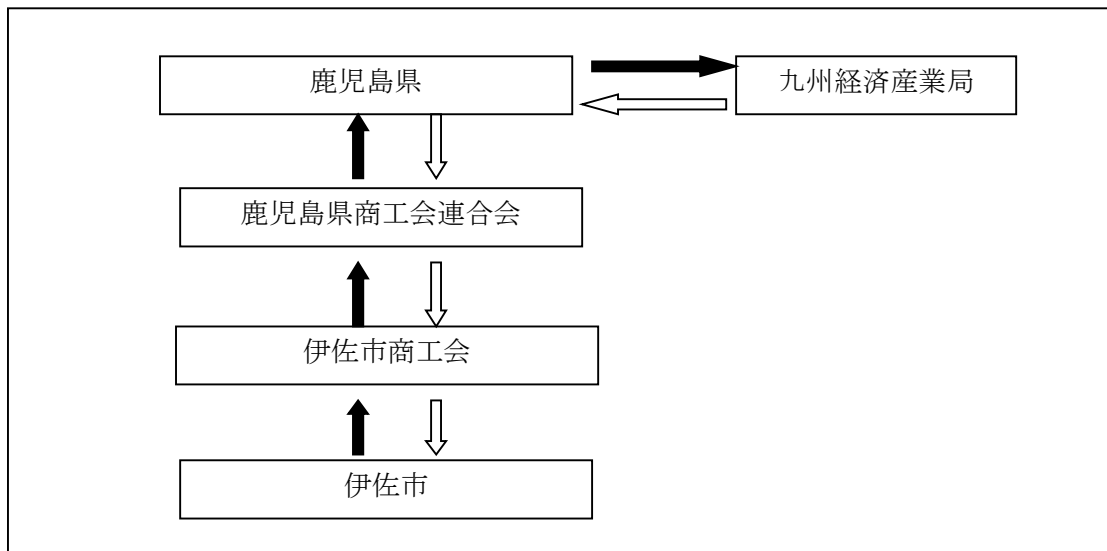 鹿児島県
九州経済産業局
鹿児島県商工会連合会
伊佐市商工会
伊佐市